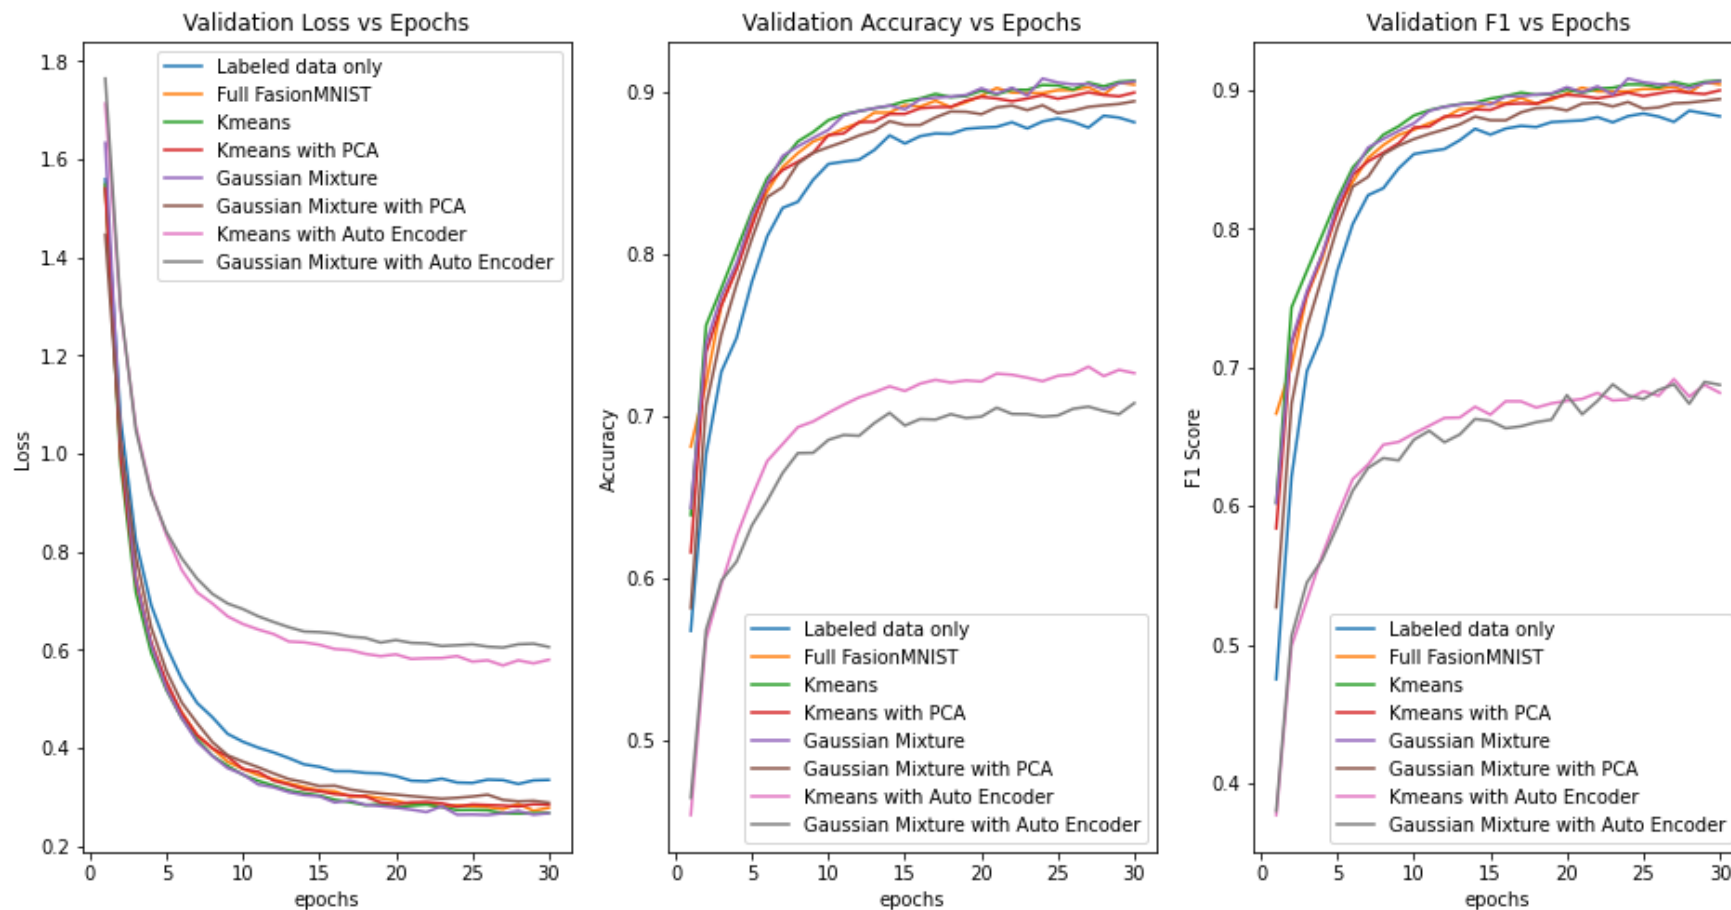 Validation Loss vs Epochs
1.8
1.6
1.4
1.2
1.0
0.8
0.6
0.4
0.2
Loss
0 5 10 15 20 25 30
epochs
Labeled data only
Full FasionMNIST
Kmeans
Kmeans with PCA
Gaussian Mixture
Gaussian Mixture with PCA
Kmeans with Auto Encoder
Gaussian Mixture with Auto Encoder
Validation Accuracy vs Epochs
0.9
0.8
0.7
0.6
0.5
Accuracy
Labeled data only
Full FasionMNIST
Kmeans
Kmeans with PCA
Gaussian Mixture
Gaussian Mixture with PCA
Kmeans with Auto Encoder
Gaussian Mixture with Auto Encoder
0 5 10 15 20 25 30
epochs
Validation F1 vs Epochs
0.9
0.8
0.7
0.6
0.5
0.4
F1 Score
Labeled data only
Full FasionMNIST
Kmeans
Kmeans with PCA
Gaussian Mixture
Gaussian Mixture with PCA
Kmeans with Auto Encoder
Gaussian Mixture with Auto Encoder
0 5 10 15 20 25 30
epochs